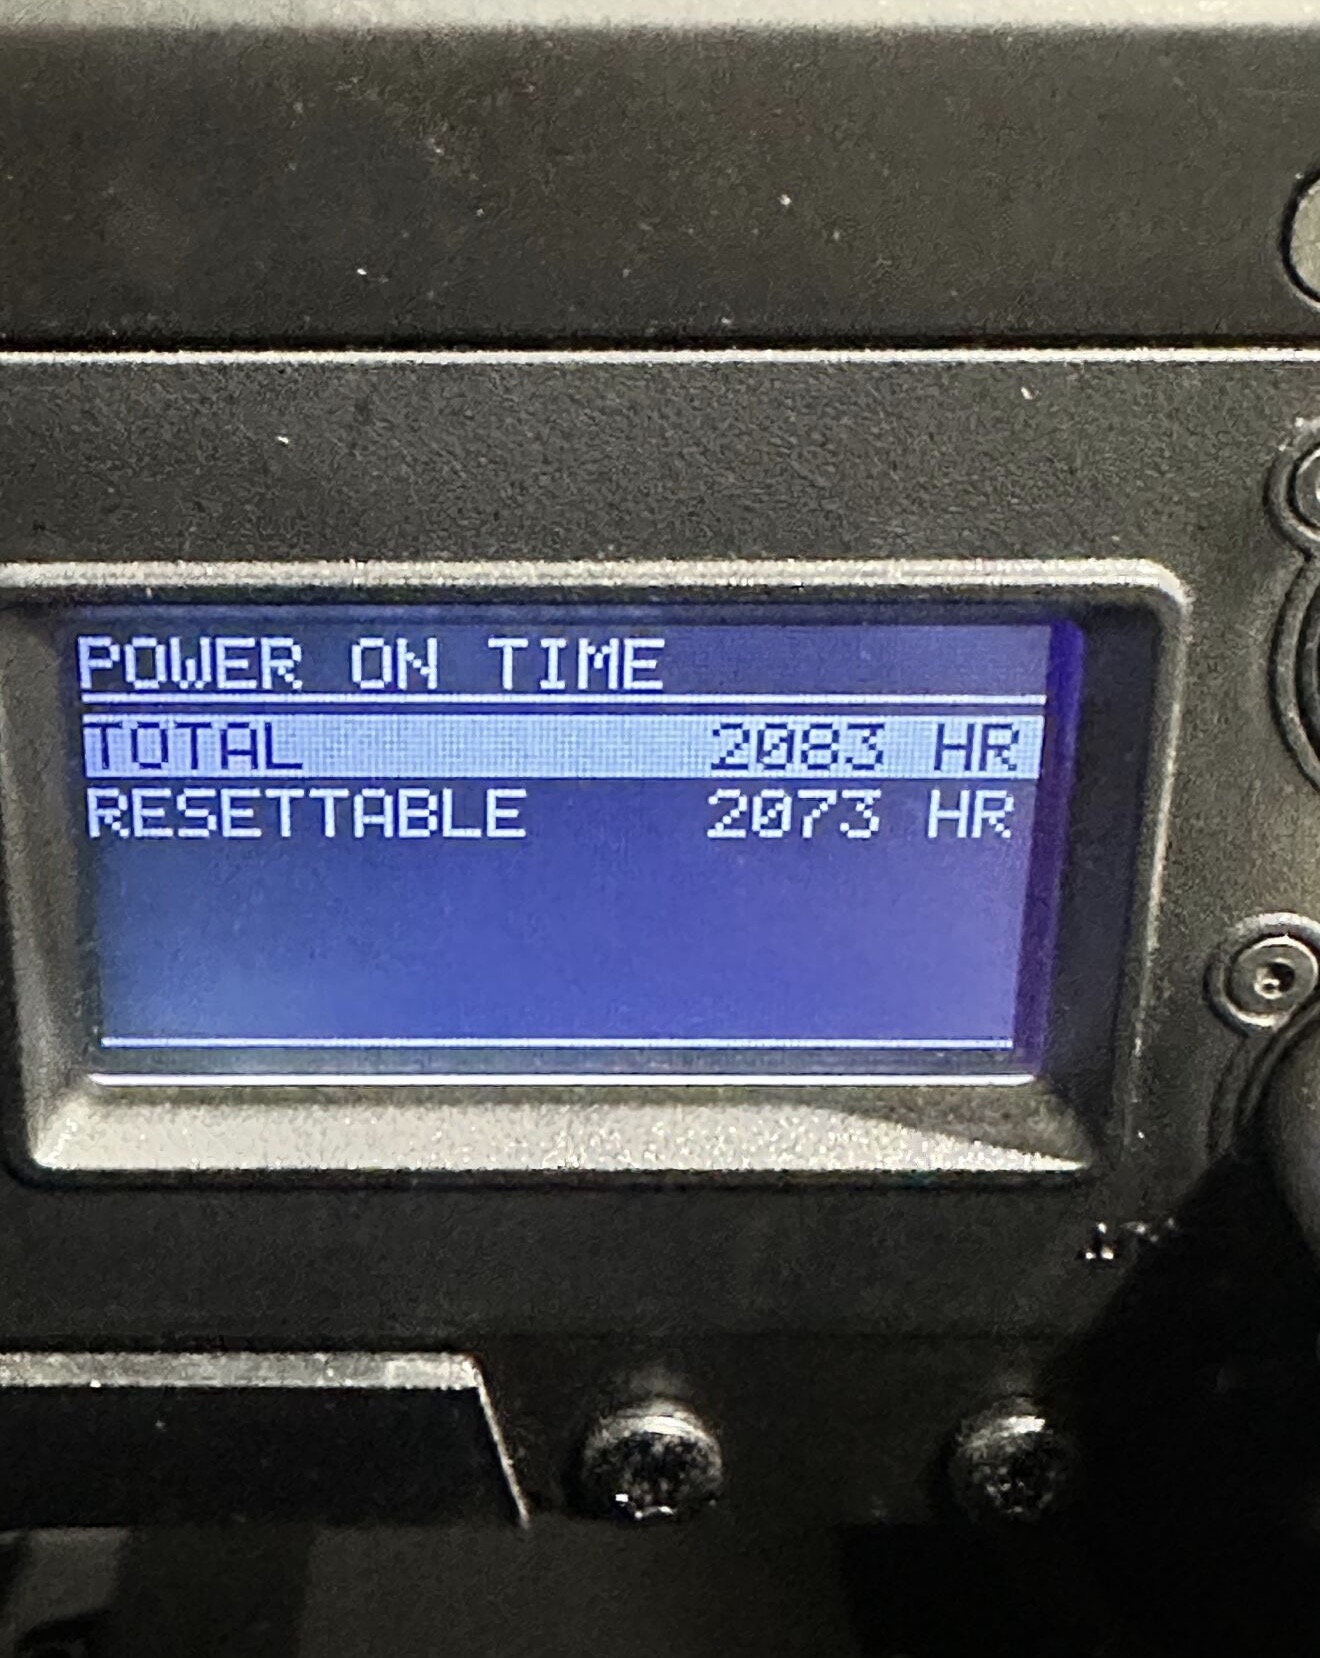 POWER ON TIME
TOTAL 2083 HR
RESETTABLE 2073 HR